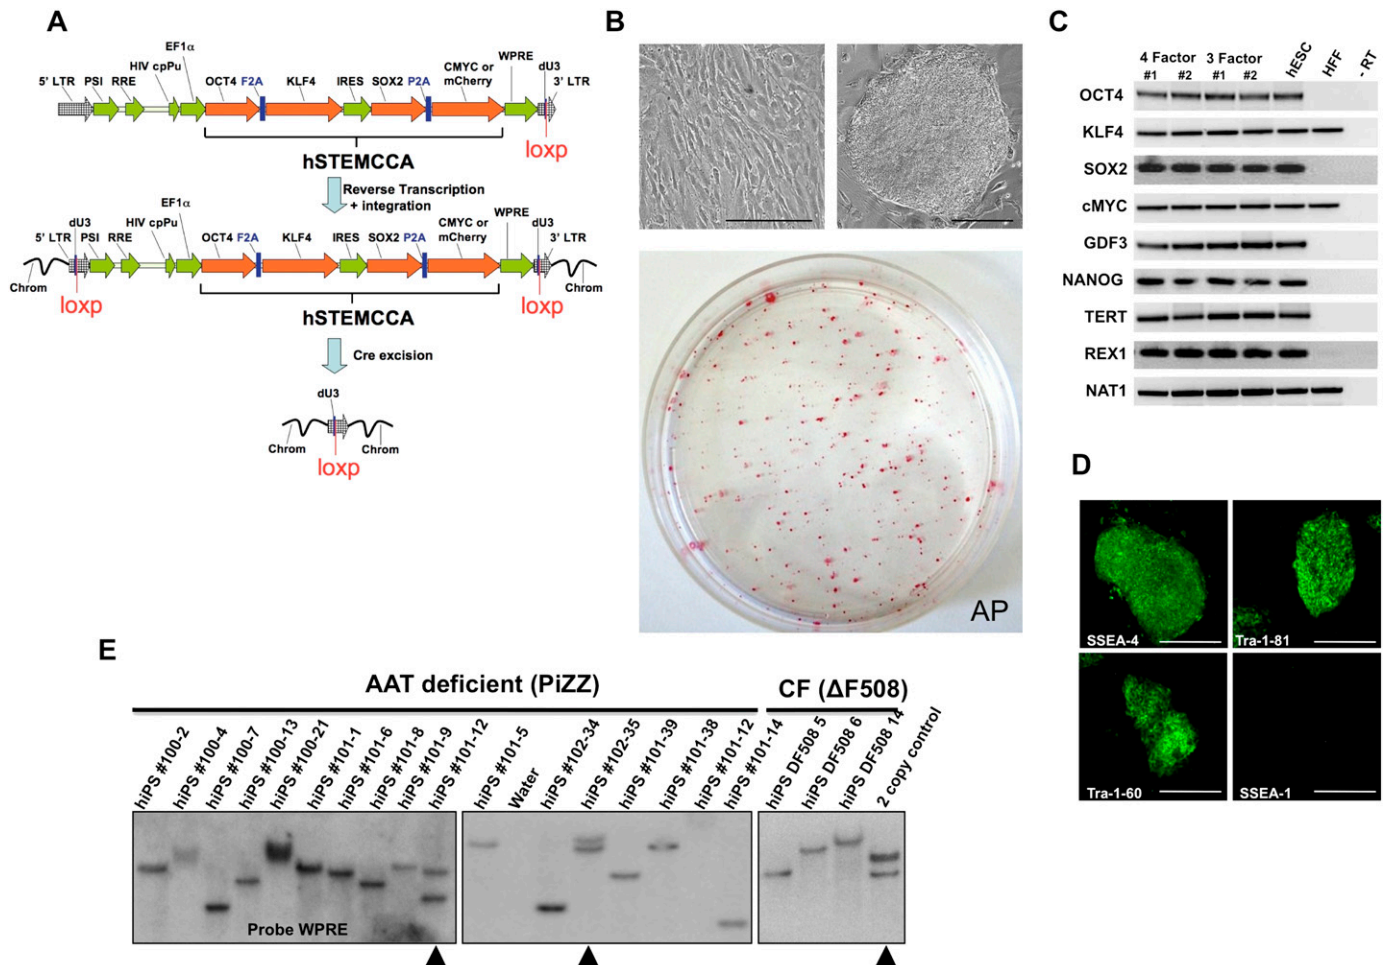 A
EF1α
WPRE
HIV cpPu
CMYC or
mCherry
dU3
5' LTR PSI RRE
OCT4 F2A KLF4 IRES SOX2 P2A
3' LTR
loxp
hSTEMCCA
Reverse Transcription
+ integration
EF1α
WPRE
dU3
HIV cpPu
CMYC or
mCherry
dU3
5' LTR PSI RRE
OCT4 F2A KLF4 IRES SOX2 P2A
3' LTR
Chrom
loxp
loxp
Chrom
hSTEMCCA
Cre excision
dU3
Chrom
Chrom
loxp
B
AP
C
4 Factor 3 Factor
#1 #2 #1 #2
hESC
HFF
- RT
OCT4
KLF4
SOX2
cMYC
GDF3
NANOG
TERT
REX1
NAT1
D
SSEA-4
Tra-1-81
Tra-1-60
SSEA-1
E
AAT deficient (PiZZ)
CF (ΔF508)
hiPS #100-2
hiPS #100-4
hiPS #100-7
hiPS #100-13
hiPS #100-21
hiPS #101-1
hiPS #101-6
hiPS #101-8
hiPS #101-9
hiPS #101-12
hiPS #101-5
Water
hiPS #102-34
hiPS #102-35
hiPS #101-39
hiPS #101-38
hiPS #101-12
hiPS #101-14
hiPS DF508 5
hiPS DF508 6
hiPS DF508 14
2 copy control
Probe WPRE